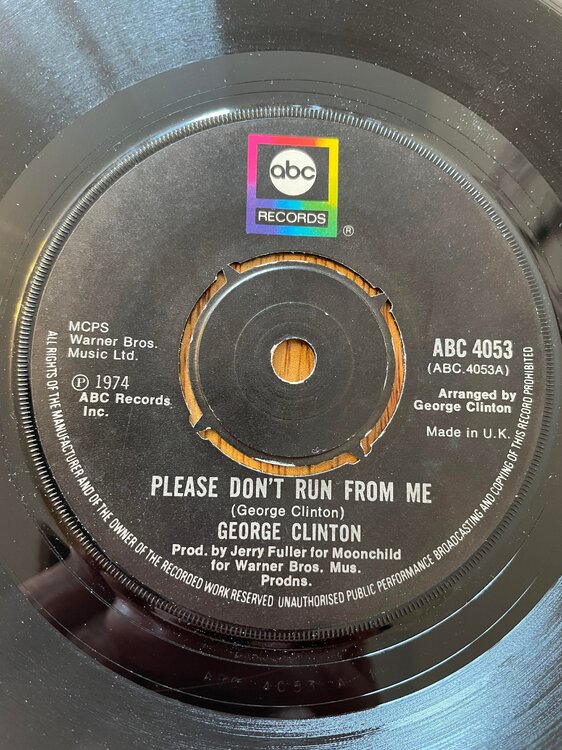 abc
RECORDS
®
MCPS
Warner Bros.
Music Ltd.
℗ 1974
ABC Records
Inc.
ABC 4053
(ABC.4053A)
Arranged by
George Clinton
Made in U.K.
PLEASE DON'T RUN FROM ME
(George Clinton)
GEORGE CLINTON
Prod. by Jerry Fuller for Moonchild
for Warner Bros. Mus.
Prodns.
ALL RIGHTS OF THE MANUFACTURER AND OF THE OWNER OF THE RECORDED WORK RESERVED UNAUTHORISED PUBLIC PERFORMANCE BROADCASTING AND COPYING OF THIS RECORD PROHIBITED